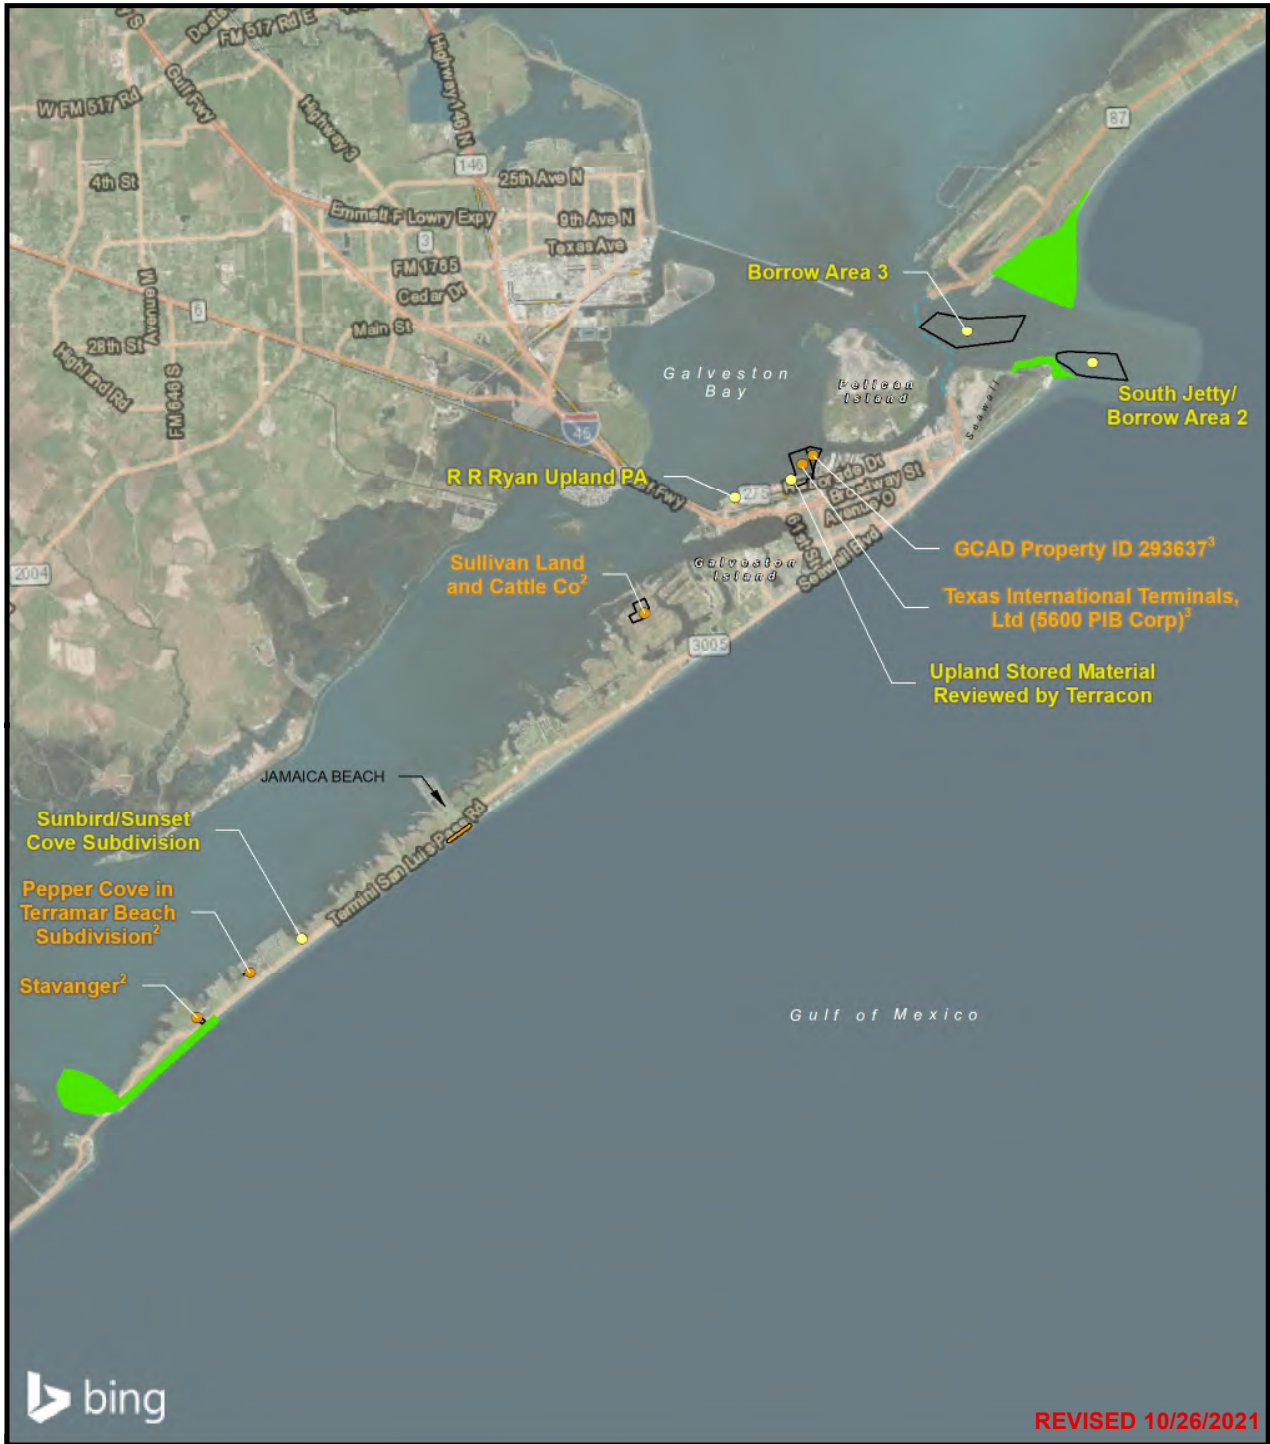 Deats
FM 517 Rd E
W FM 517 Rd
Gulf Fwy
Highway 146 N
Highway 3
87
4th St
146
25th Ave N
Emmett F Lowry Expy
9th Ave N
3
Texas Ave
FM 1765
Cedar Dr
Avenue M
6
Main St
28th St
Highland Rd
FM 646 S
Borrow Area 3
Galveston
Bay
Pelican
Island
Seawall
South Jetty/
Borrow Area 2
45
R R Ryan Upland PA
Fwy
275
Harborside Dr
Broadway St
Avenue O
61st St
Seawall Blvd
GCAD Property ID 293637³
Sullivan Land
and Cattle Co²
Galveston
Island
2004
Texas International Terminals,
Ltd (5600 PIB Corp)³
3005
Upland Stored Material
Reviewed by Terracon
JAMAICA BEACH
Sunbird/Sunset
Cove Subdivision
Termini San Luis Pass Rd
Pepper Cove in
Terramar Beach
Subdivision²
Stavanger²
Gulf of Mexico
bing
REVISED 10/26/2021